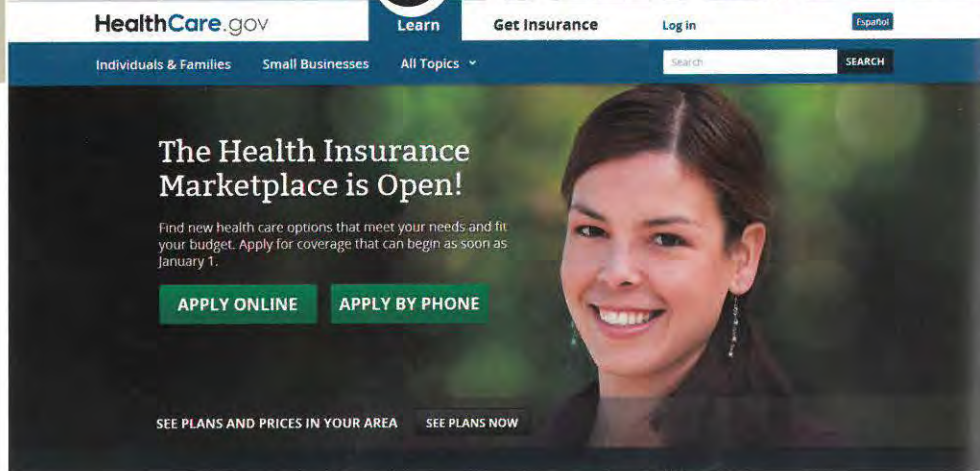 HealthCare.gov
Learn
Get Insurance
Log in
Español
Individuals & Families
Small Businesses
All Topics
Search
SEARCH
The Health Insurance
Marketplace is Open!
Find new health care options that meet your needs and fit
your budget. Apply for coverage that can begin as soon as
January 1.
APPLY ONLINE
APPLY BY PHONE
SEE PLANS AND PRICES IN YOUR AREA
SEE PLANS NOW